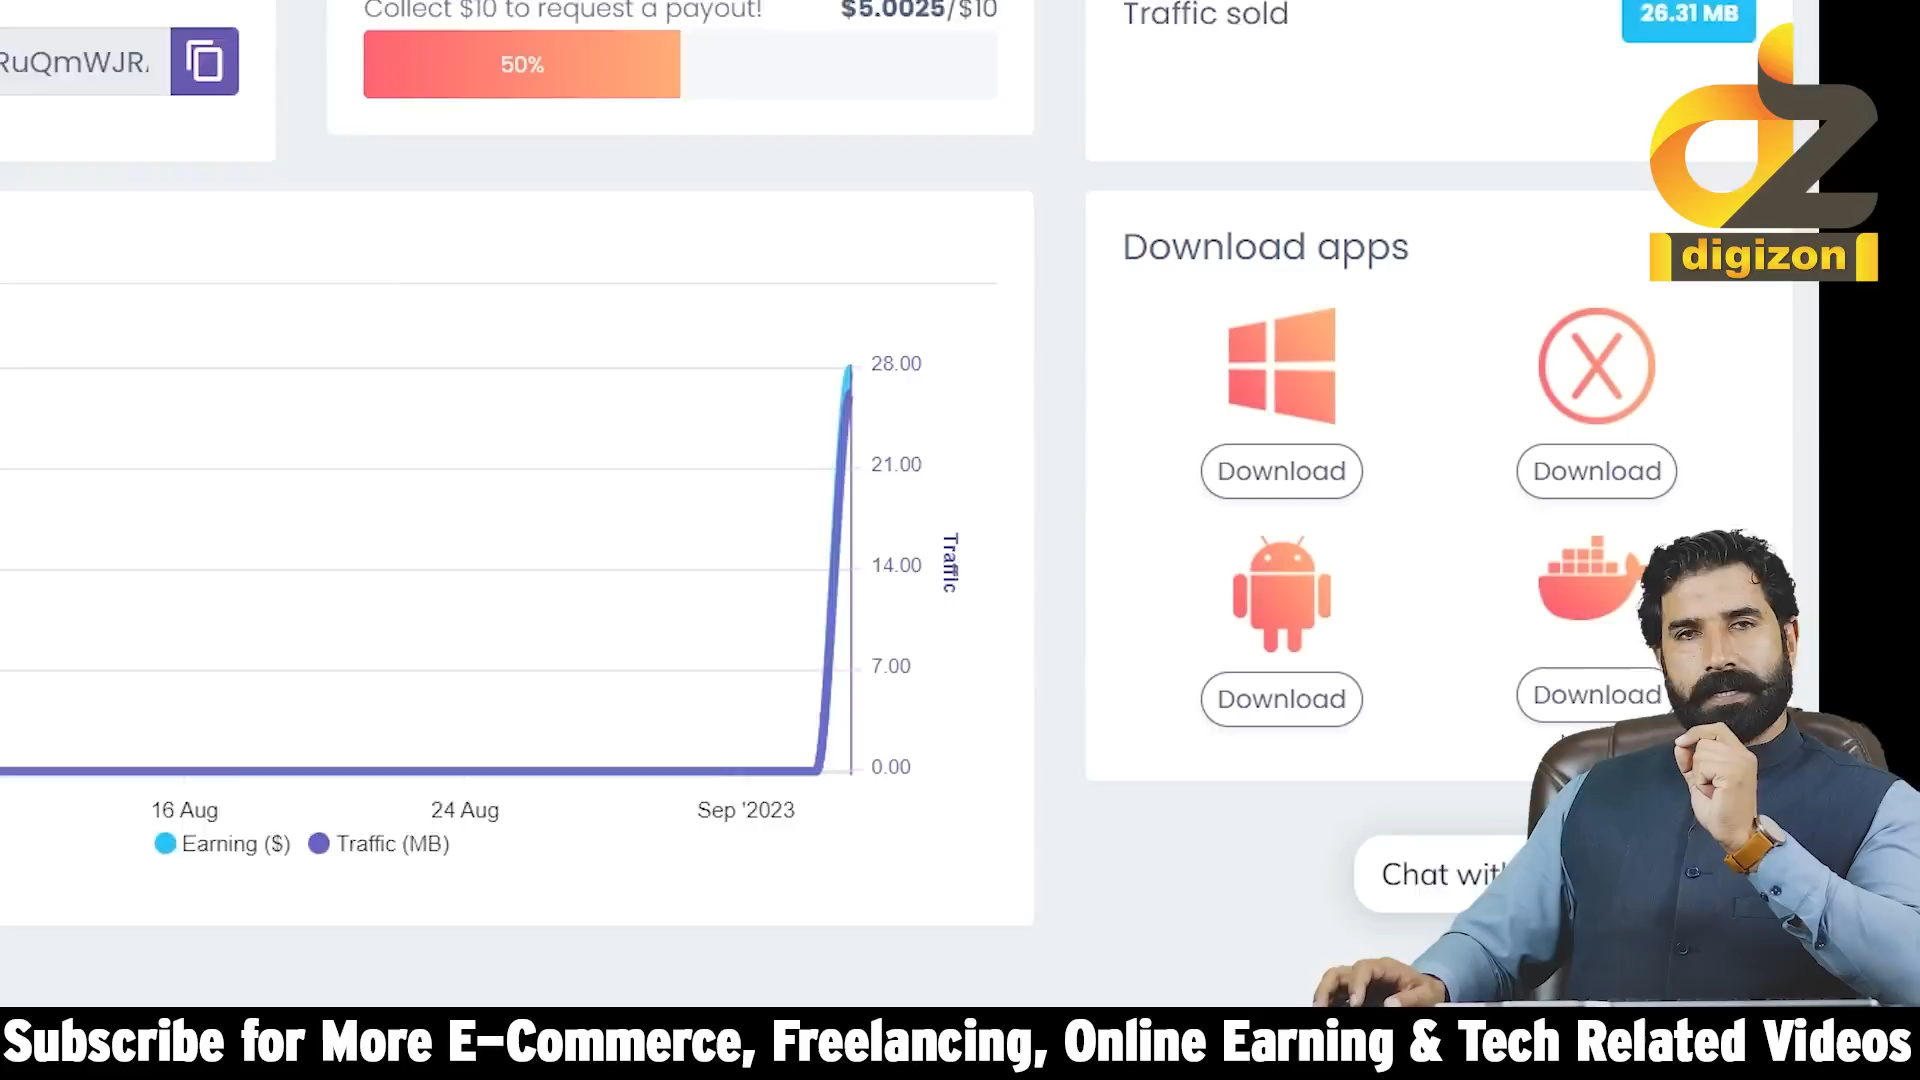 Collect $10 to request a payout!
$5.0025/$10
Traffic sold
26.31 MB
RuQmWJR
50%
digizon
Download apps
Download
Download
Download
Download
28.00
21.00
14.00
7.00
0.00
Traffic
16 Aug
24 Aug
Sep '2023
Earning ($)
Traffic (MB)
Chat wit
Subscribe for More E-Commerce, Freelancing, Online Earning & Tech Related Videos